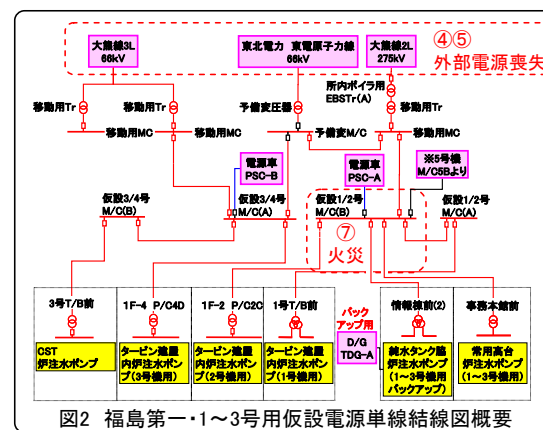 大熊線3L
66kV
東北電力 東電原子力線
66kV
大熊線2L
275kV
④⑤
外部電源喪失
所内ボイラ用
EBSTr(A)
移動用Tr
移動用Tr
予備変圧器
移動用Tr
移動用MC
移動用MC
予備変M/C
移動用MC
電源車
PSC-B
電源車
PSC-A
※5号機
M/C5Bより
仮設3/4号
M/C(B)
仮設3/4号
M/C(A)
仮設1/2号
M/C(B)
仮設1/2号
M/C(A)
⑦
火災
3号T/B前
1F-4 P/C4D
1F-2 P/C2C
1号T/B前
バック
アップ用
情報棟前(2)
事務本館前
D/G
TDG-A
CST
炉注水ポンプ
タービン建屋
内炉注水ポン
プ(3号機用)
タービン建屋
内炉注水ポン
プ(2号機用)
タービン建屋
内炉注水ポン
プ(1号機用)
純水タンク脇
炉注水ポンプ
(1~3号機用
バックアップ)
常用高台
炉注水ポンプ
(1~3号機用)
図2 福島第一・1~3号用仮設電源単線結線図概要